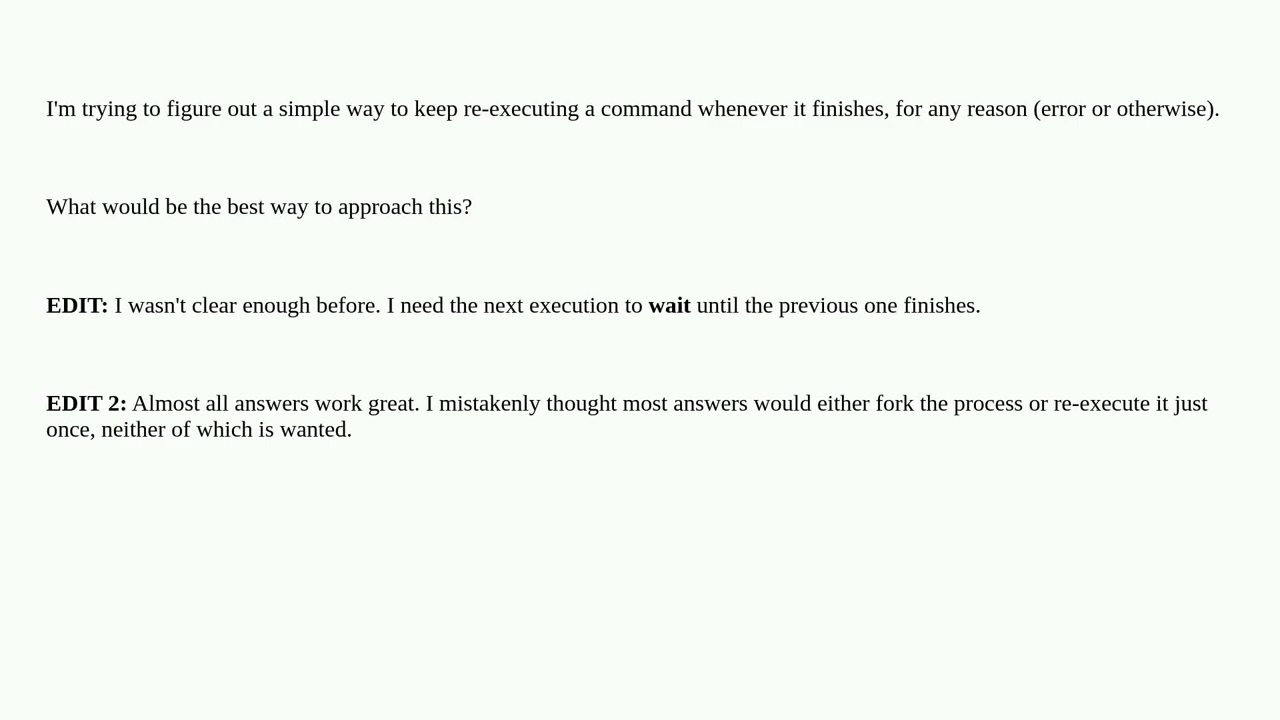 I'm trying to figure out a simple way to keep re-executing a command whenever it finishes, for any reason (error or otherwise).
What would be the best way to approach this?
EDIT: I wasn't clear enough before. I need the next execution to wait until the previous one finishes.
EDIT 2: Almost all answers work great. I mistakenly thought most answers would either fork the process or re-execute it just
once, neither of which is wanted.